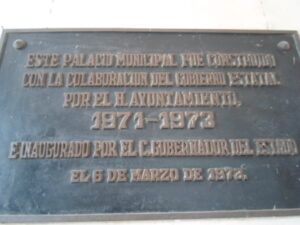 ESTE PALACIO MUNICIPAL FUE CONSTRUIDO
CON LA COLABORACION DEL GOBIERNO ESTATAL
POR EL H. AYUNTAMIENTO,
1971-1973
E INAUGURADO POR EL C. GOBERNADOR DEL ESTADO
EL 6 DE MARZO DE 1972.